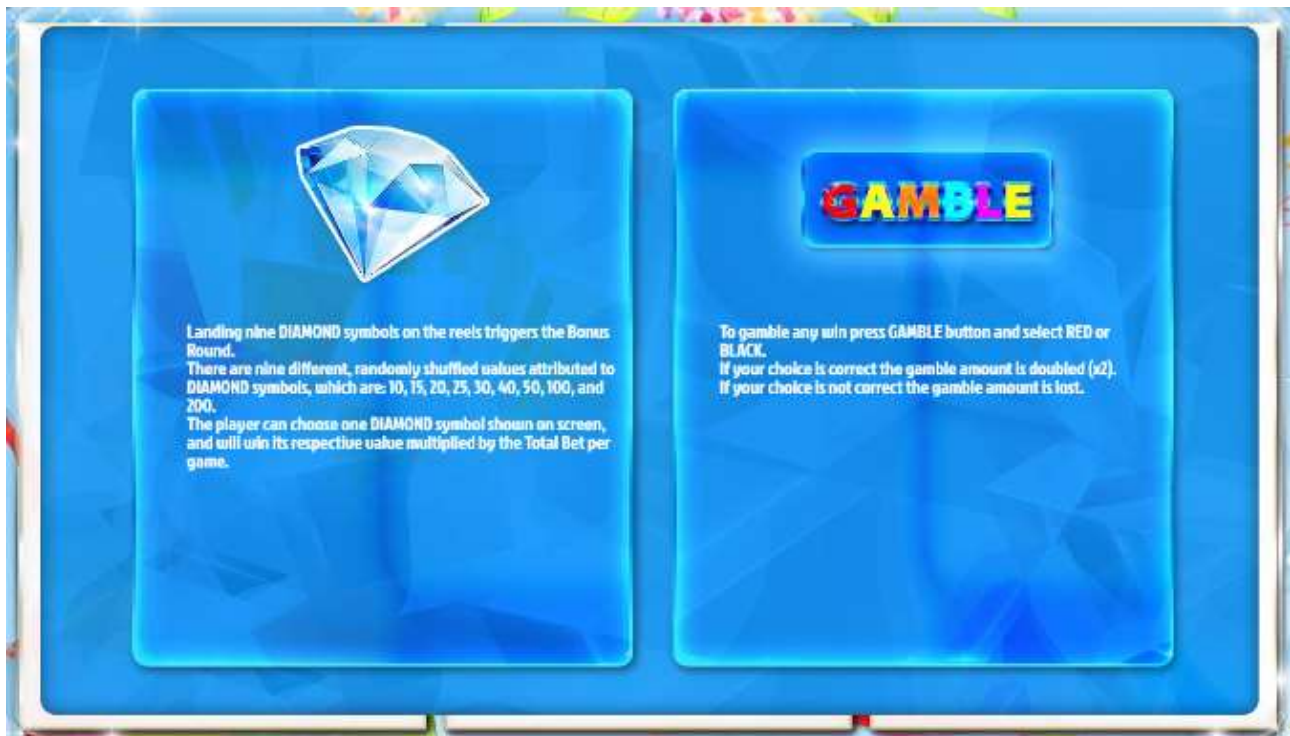 Landing nine DIAMOND symbols on the reels triggers the Bonus
Round.
There are nine different, randomly shuffled values attributed to
DIAMOND symbols, which are: 10, 15, 20, 25, 30, 40, 50, 100, and
200.
The player can choose one DIAMOND symbol shown on screen,
and will win its respective value multiplied by the Total Bet per
game.
GAMBLE
To gamble any win press GAMBLE button and select RED or
BLACK.
If your choice is correct the gamble amount is doubled (x2).
If your choice is not correct the gamble amount is lost.